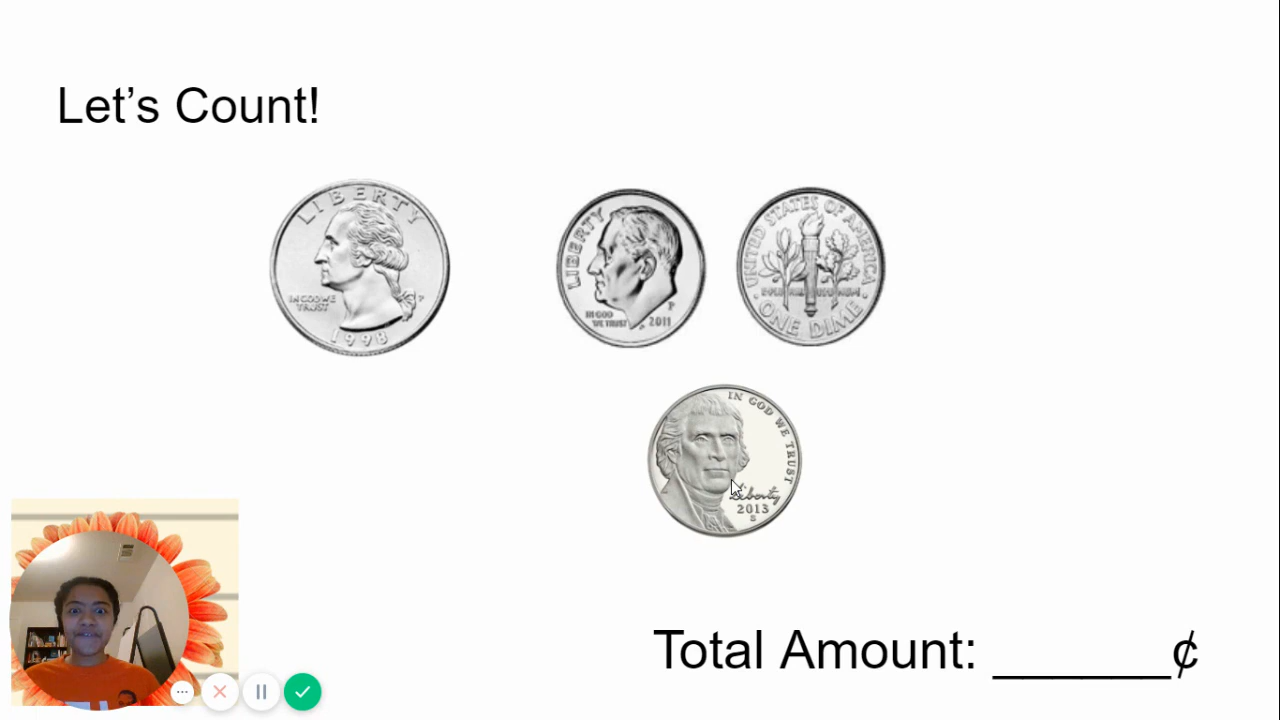 Let's Count!
LIBERTY
IN GOD WE
TRUST
P
1998
LIBERTY
IN GOD
WE TRUST
P
2011
UNITED STATES OF AMERICA
ONE DIME
IN GOD WE TRUST
Liberty
2013
S
Total Amount: ______¢